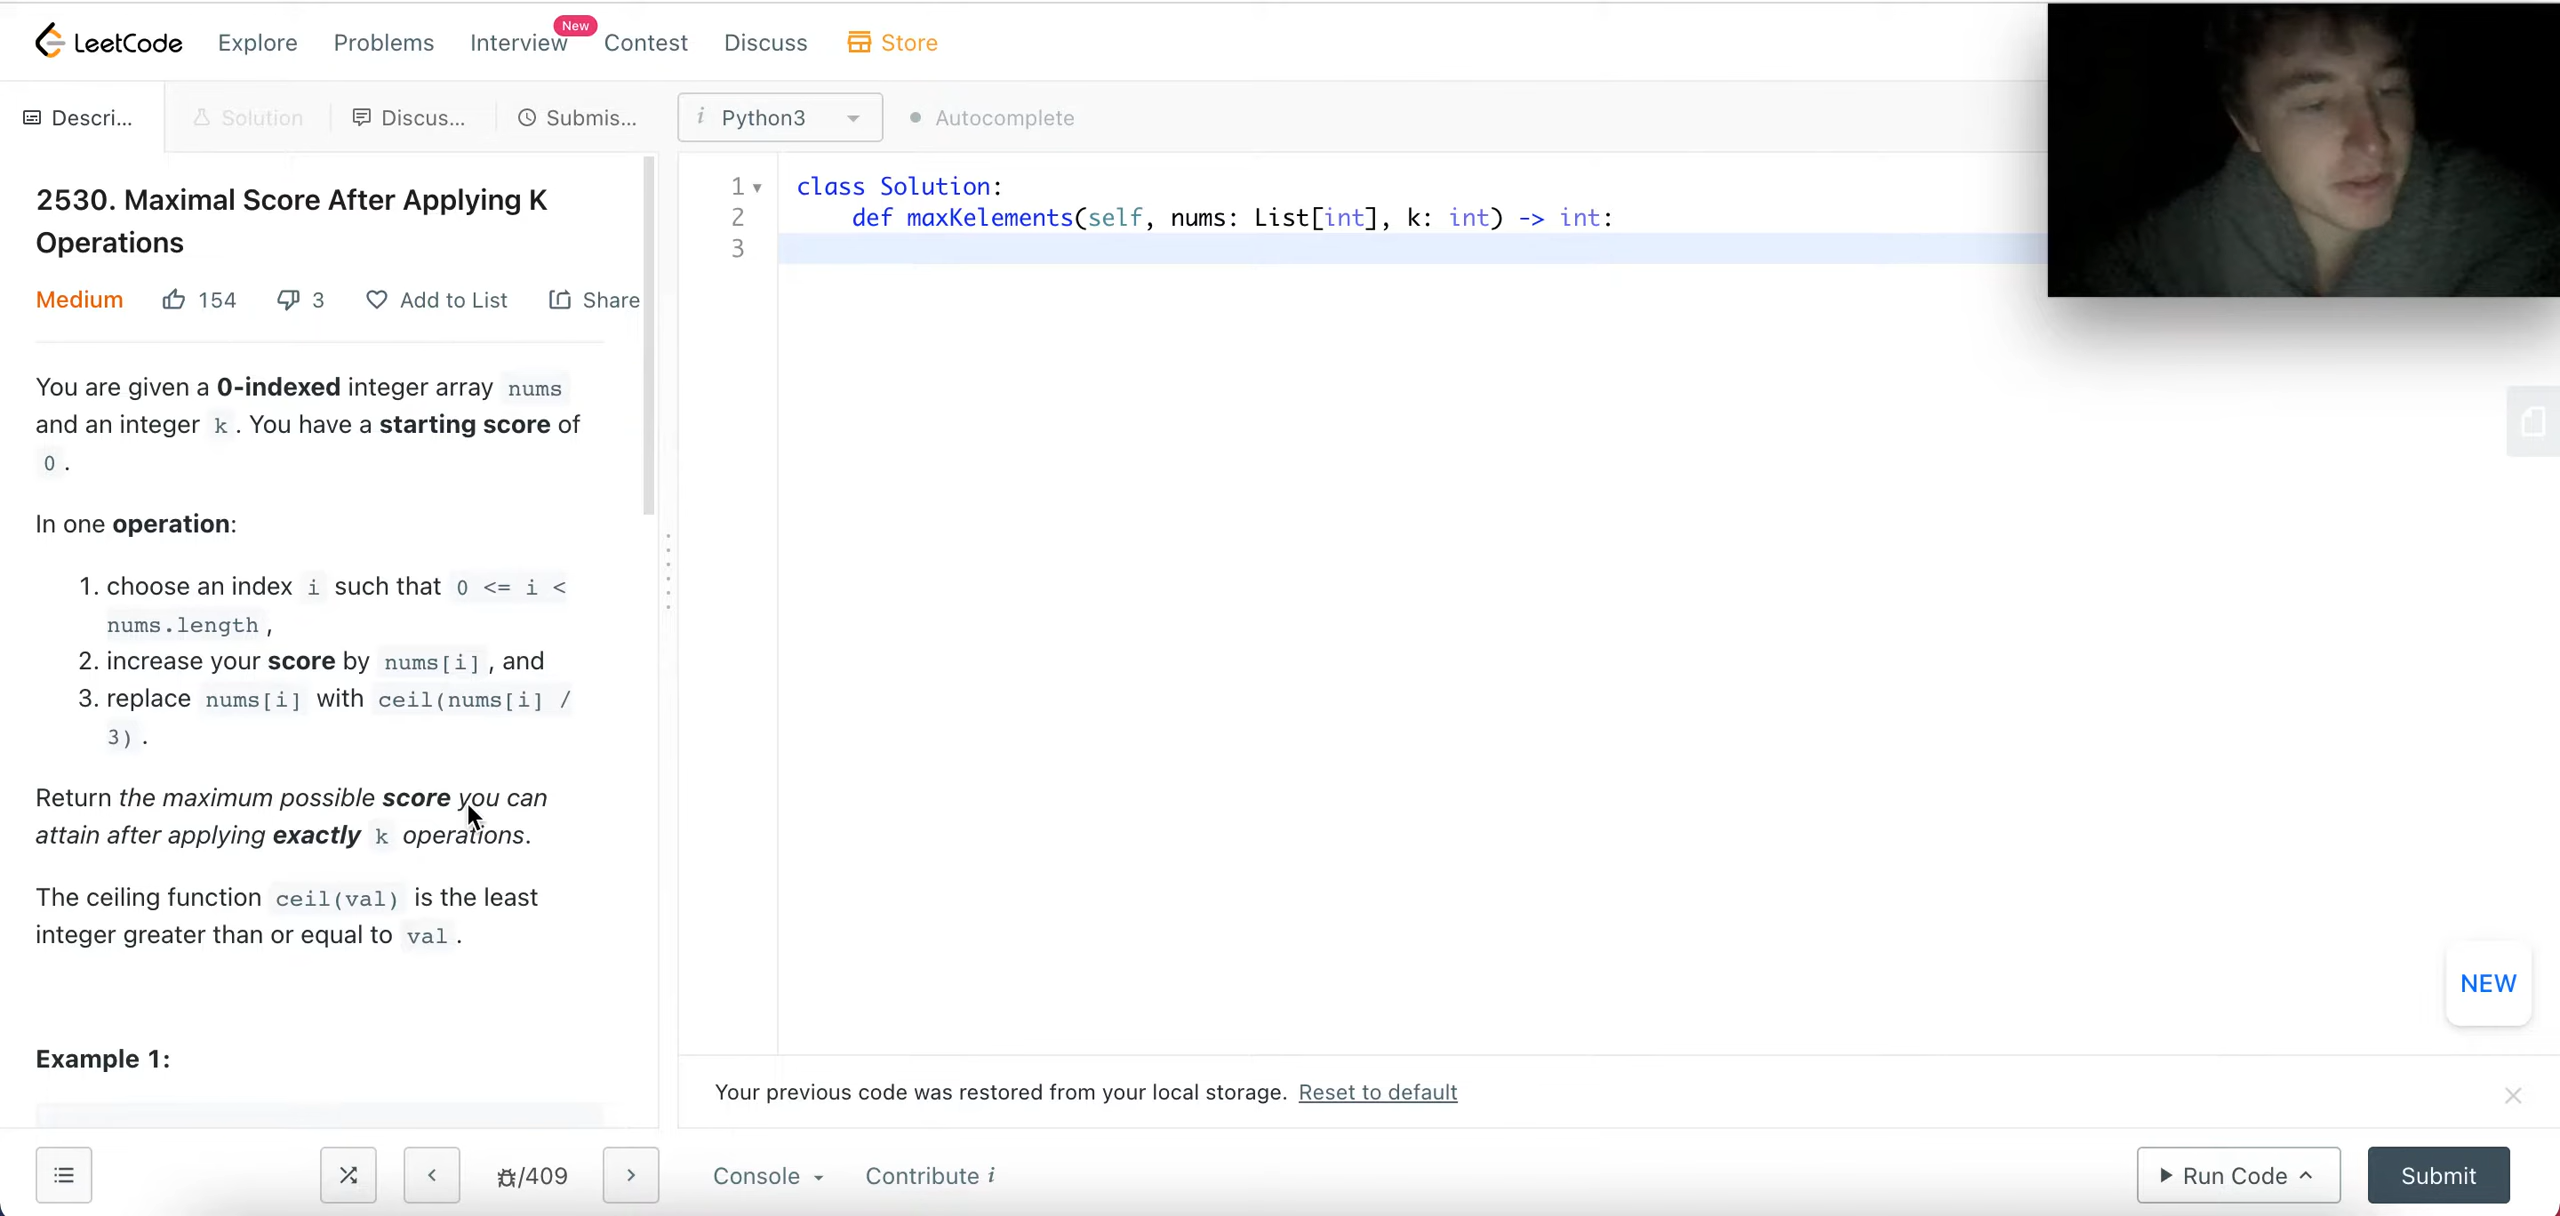 LeetCode Explore Problems Interview New Contest Discuss Store
Descri... Solution Discus... Submis... i Python3 Autocomplete
2530. Maximal Score After Applying K
Operations
Medium 154 3 Add to List Share
You are given a 0-indexed integer array nums
and an integer k. You have a starting score of
0.
In one operation:
1. choose an index i such that 0 <= i <
nums.length,
2. increase your score by nums[i], and
3. replace nums[i] with ceil(nums[i] /
3).
Return the maximum possible score you can
attain after applying exactly k operations.
The ceiling function ceil(val) is the least
integer greater than or equal to val.
Example 1:
1 class Solution:
2 def maxKelements(self, nums: List[int], k: int) -> int:
3
NEW
Your previous code was restored from your local storage. Reset to default
/409 Console Contribute i Run Code Submit